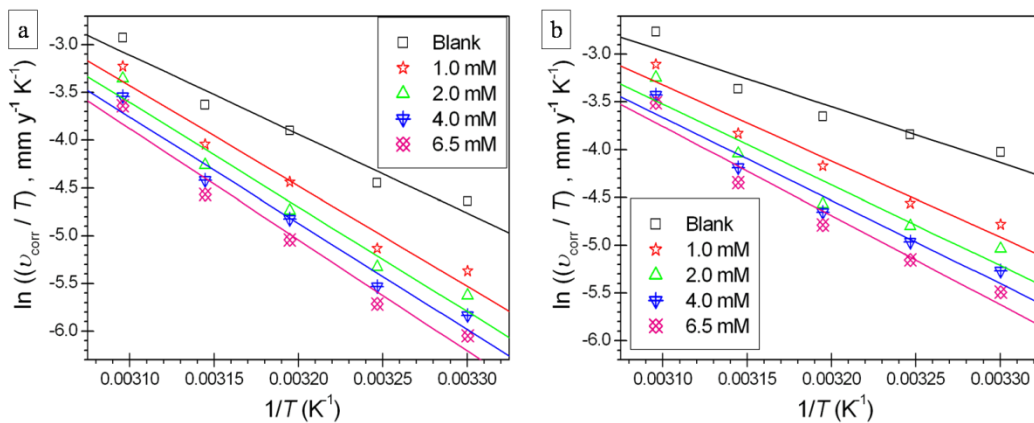 a
ln ((υcorr / T) , mm y⁻¹ K⁻¹)
-3.0
-3.5
-4.0
-4.5
-5.0
-5.5
-6.0
Blank
1.0 mM
2.0 mM
4.0 mM
6.5 mM
0.00310 0.00315 0.00320 0.00325 0.00330
1/T (K⁻¹)
b
ln ((υcorr / T) , mm y⁻¹ K⁻¹)
-2.5
-3.0
-3.5
-4.0
-4.5
-5.0
-5.5
-6.0
Blank
1.0 mM
2.0 mM
4.0 mM
6.5 mM
0.00310 0.00315 0.00320 0.00325 0.00330
1/T (K⁻¹)